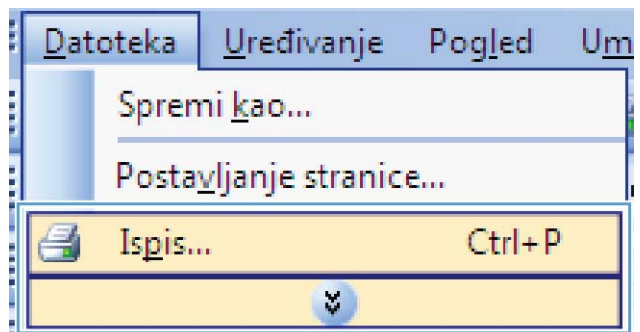 Datoteka Uređivanje Pogled Um
Spremi kao...
Postavljanje stranice...
Ispis... Ctrl+P